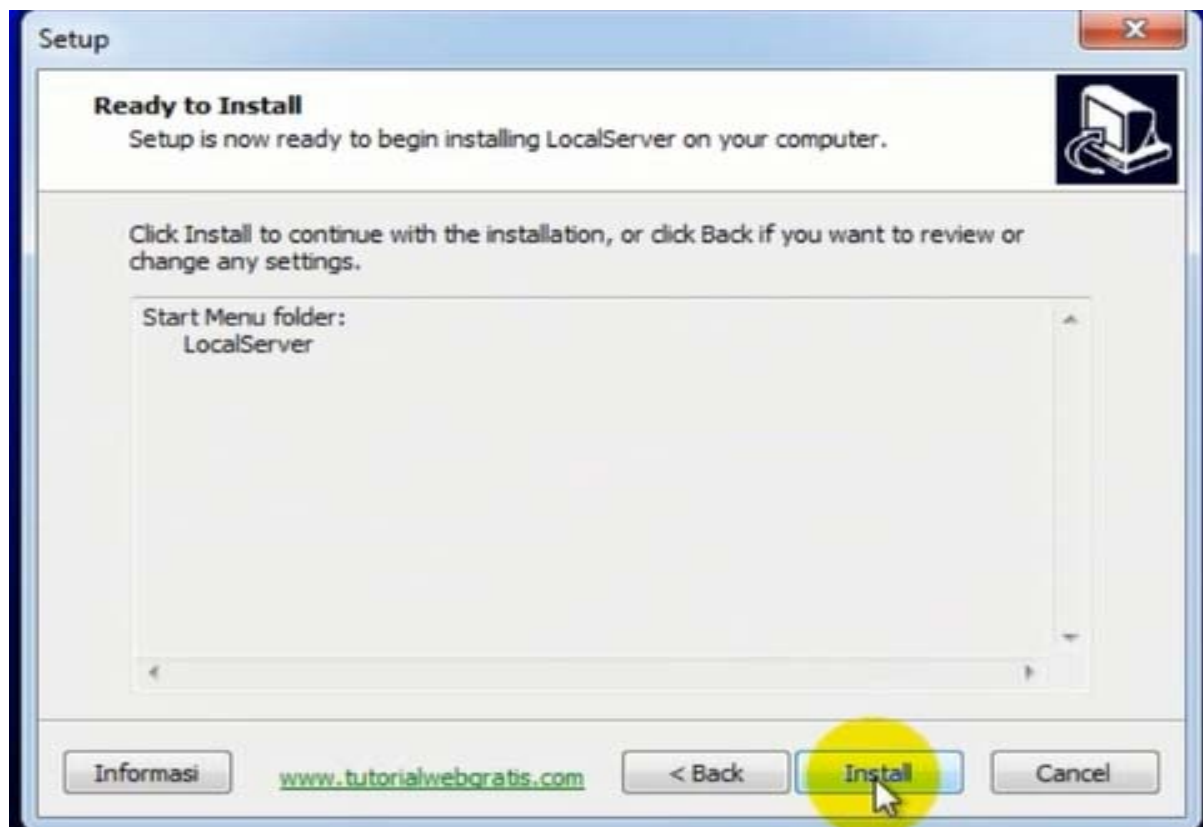 Setup
Ready to Install
Setup is now ready to begin installing LocalServer on your computer.
Click Install to continue with the installation, or click Back if you want to review or
change any settings.
Start Menu folder:
LocalServer
Informasi
www.tutorialwebgratis.com
< Back
Install
Cancel